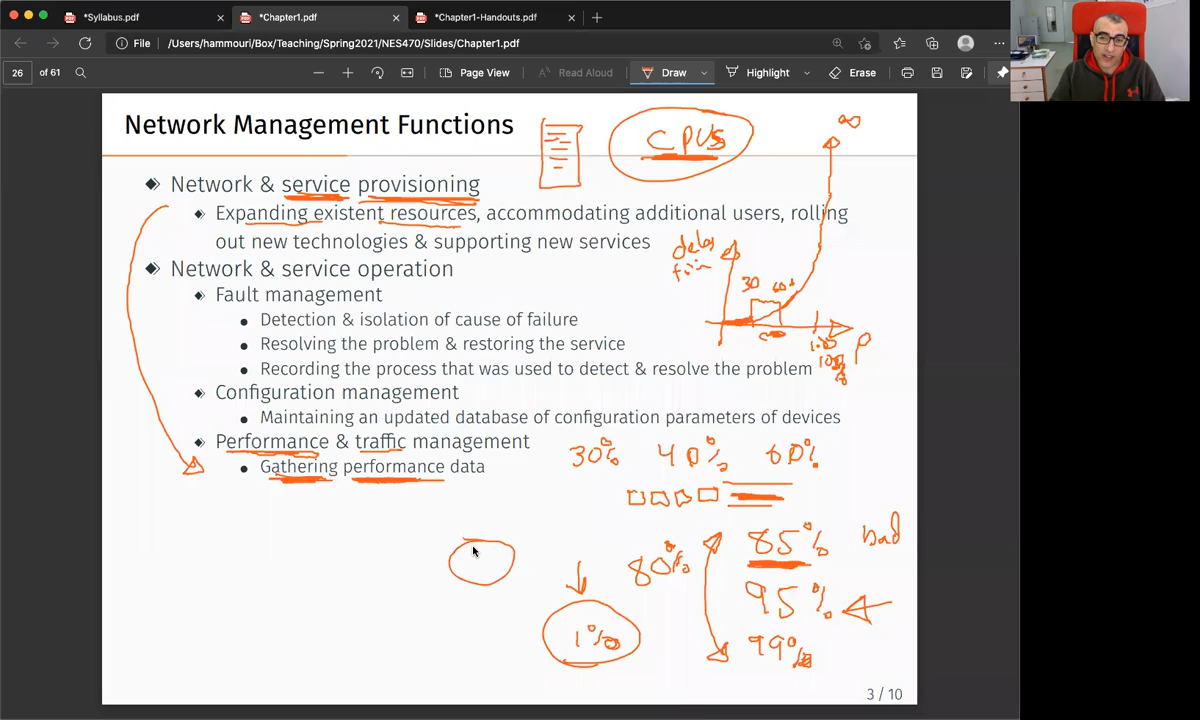 *Syllabus.pdf
*Chapter1.pdf
*Chapter1-Handouts.pdf
File /Users/hammouri/Box/Teaching/Spring2021/NES470/Slides/Chapter1.pdf
26 of 61 Page View Read Aloud Draw Highlight Erase
Network Management Functions
CPUS
Network & service provisioning
Expanding existent resources, accommodating additional users, rolling
out new technologies & supporting new services
∞
delay
30
Network & service operation
Fault management
Detection & isolation of cause of failure
Resolving the problem & restoring the service
Recording the process that was used to detect & resolve the problem
Configuration management
Maintaining an updated database of configuration parameters of devices
Performance & traffic management
Gathering performance data
30% 40% 60%
85% bad
80%
95%
1%
99%
3 / 10